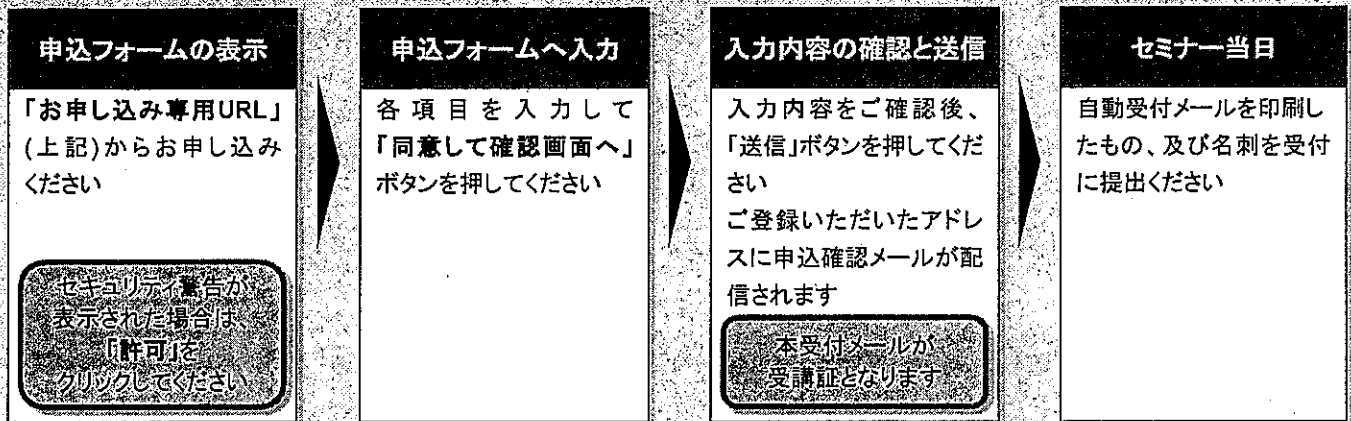 申込フォームの表示
「お申し込み専用URL」
(上記)からお申し込み
ください
セキュリティ警告が
表示された場合は、
「許可」を
クリックしてください
申込フォームへ入力
各項目を入力して
「同意して確認画面へ」
ボタンを押してください
入力内容の確認と送信
入力内容をご確認後、
「送信」ボタンを押してくだ
さい
ご登録いただいたアドレ
スに申込確認メールが配
信されます
本受付メールが
受講証となります
セミナー当日
自動受付メールを印刷し
たもの、及び名刺を受付
に提出ください